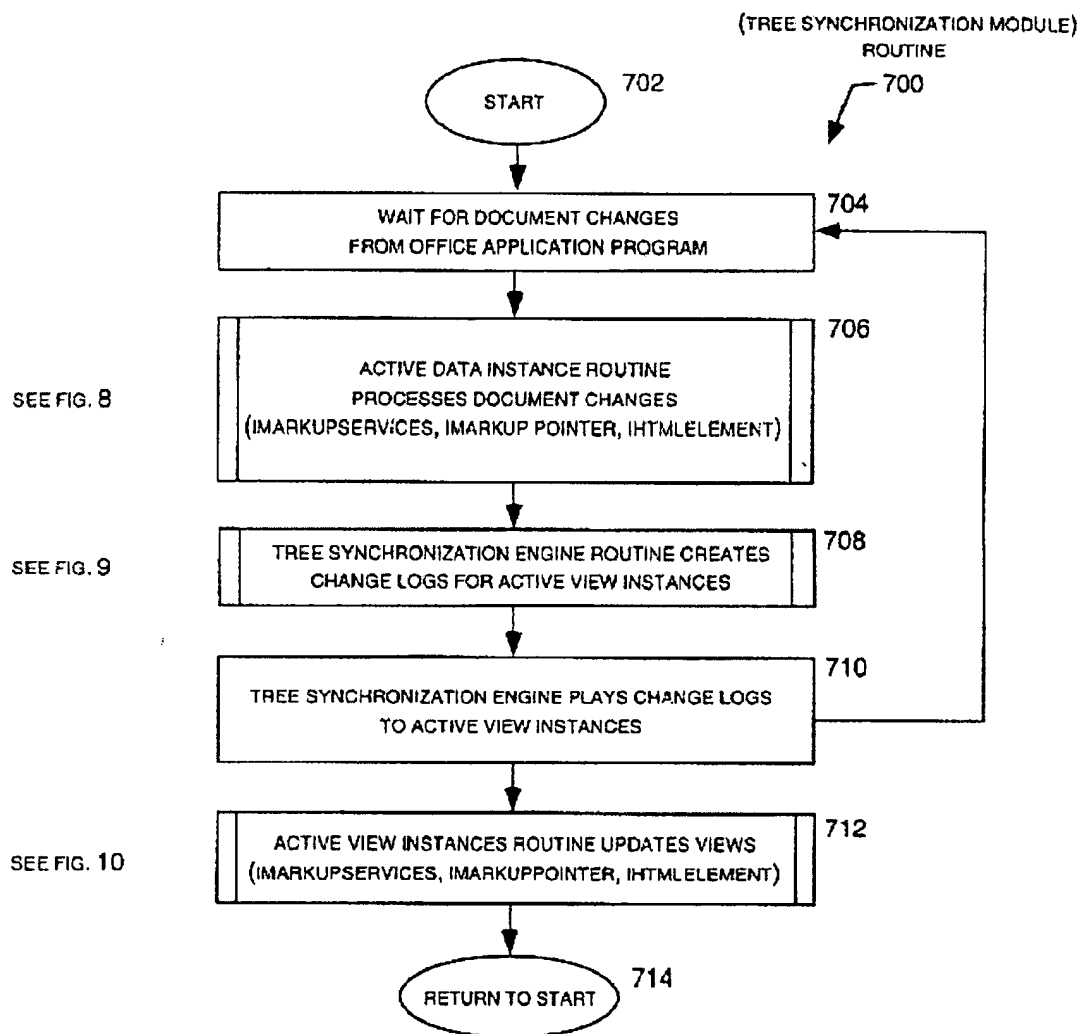 (TREE SYNCHRONIZATION MODULE)
ROUTINE
700
702
START
704
WAIT FOR DOCUMENT CHANGES
FROM OFFICE APPLICATION PROGRAM
706
SEE FIG. 8
ACTIVE DATA INSTANCE ROUTINE
PROCESSES DOCUMENT CHANGES
(IMARKUPSERVICES, IMARKUP POINTER, IHTMLELEMENT)
708
SEE FIG. 9
TREE SYNCHRONIZATION ENGINE ROUTINE CREATES
CHANGE LOGS FOR ACTIVE VIEW INSTANCES
710
TREE SYNCHRONIZATION ENGINE PLAYS CHANGE LOGS
TO ACTIVE VIEW INSTANCES
712
SEE FIG. 10
ACTIVE VIEW INSTANCES ROUTINE UPDATES VIEWS
(IMARKUPSERVICES, IMARKUPPOINTER, IHTMLELEMENT)
714
RETURN TO START